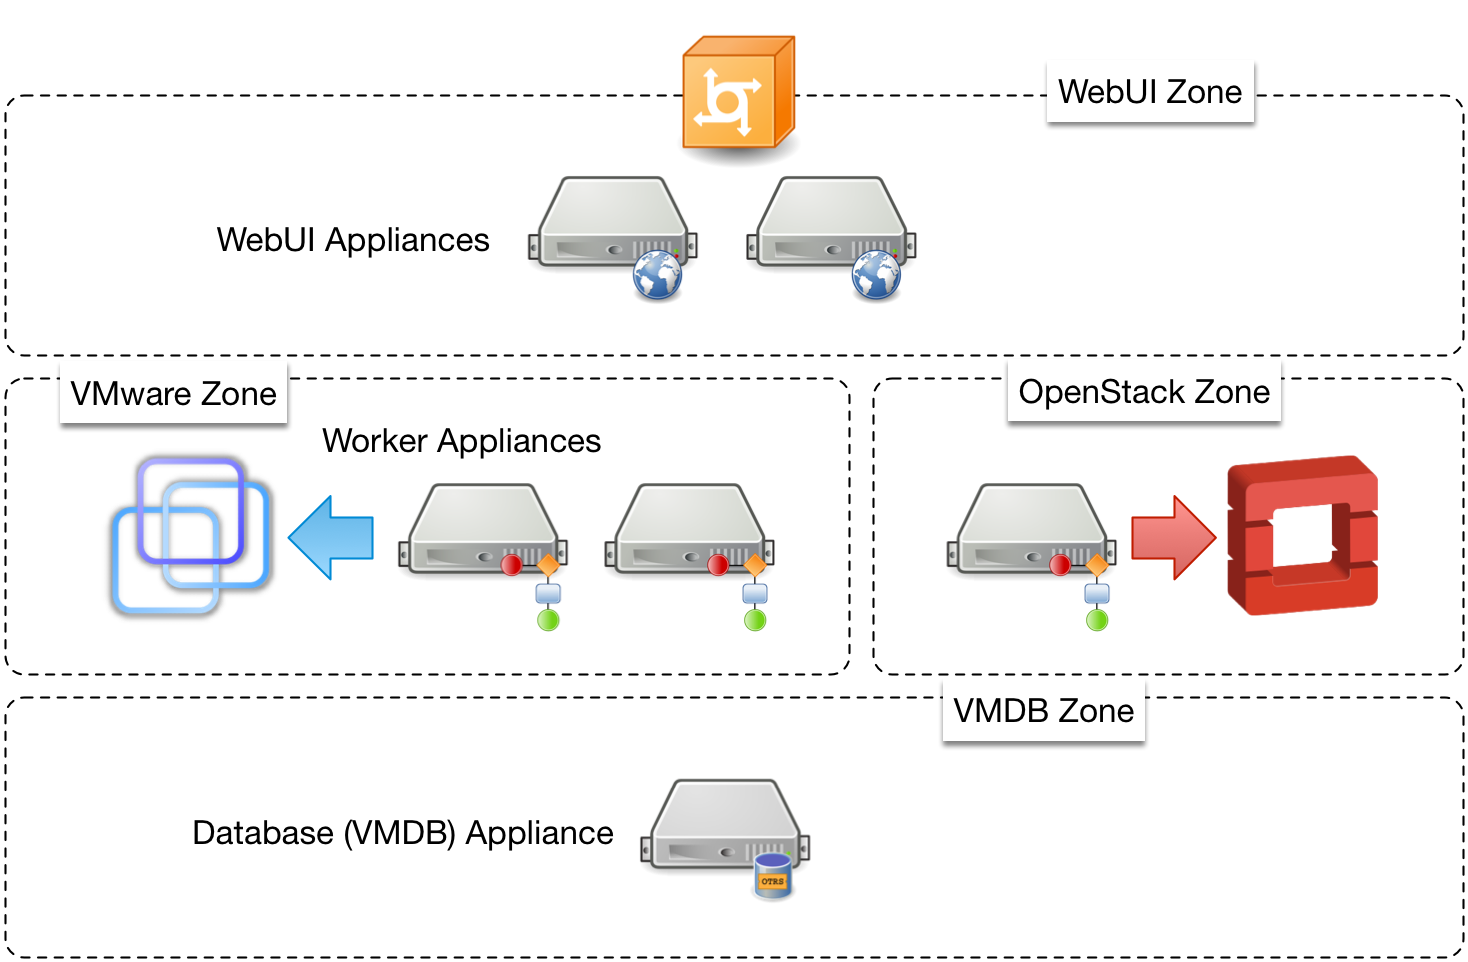 WebUI Zone
WebUI Appliances
VMware Zone
OpenStack Zone
Worker Appliances
VMDB Zone
Database (VMDB) Appliance
OTRS